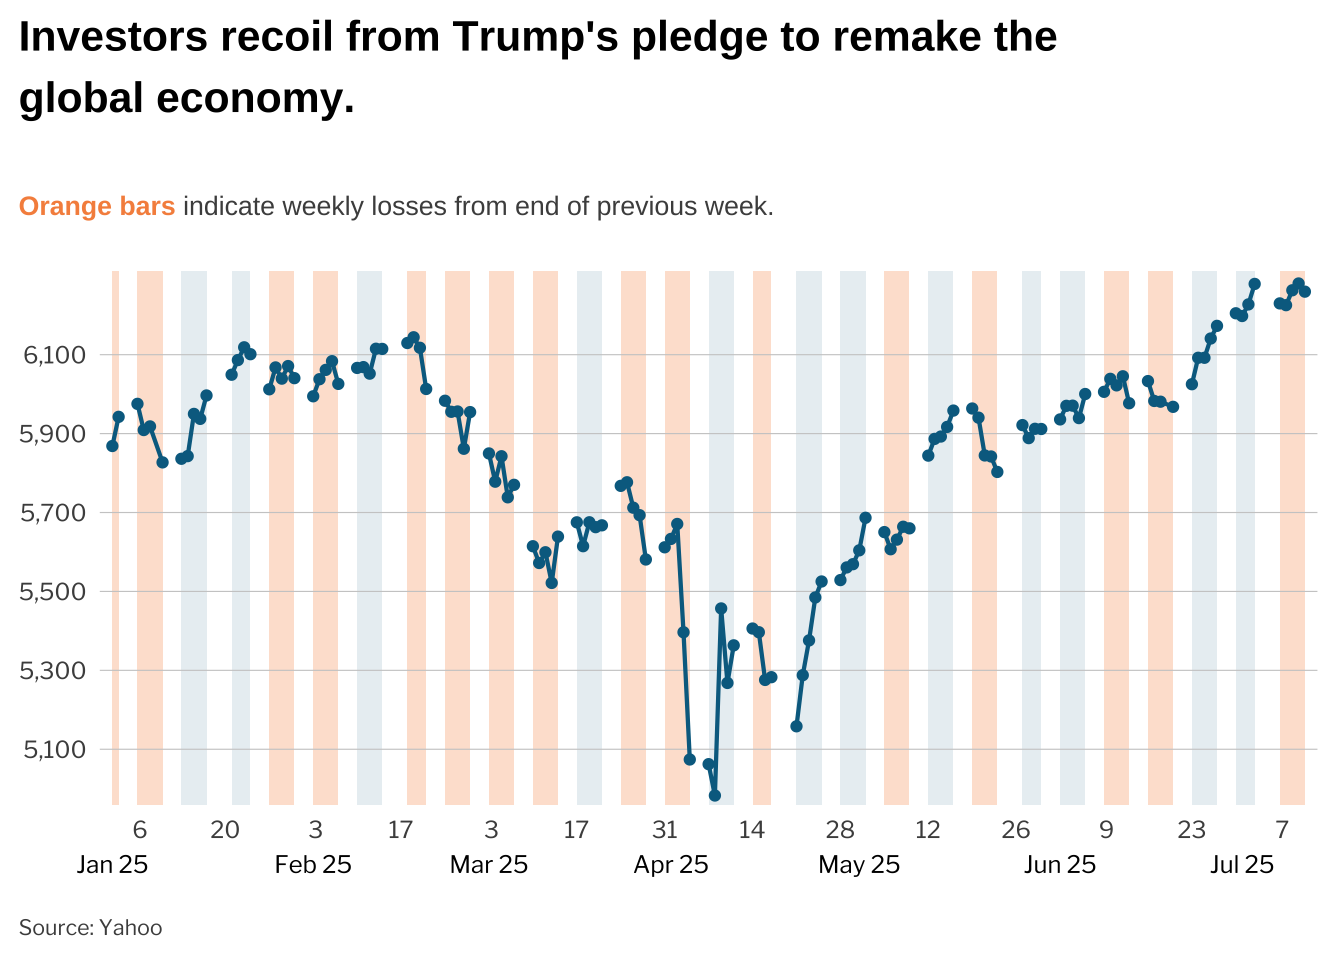 Investors recoil from Trump's pledge to remake the
global economy.
Orange bars indicate weekly losses from end of previous week.
6,100
5,900
5,700
5,500
5,300
5,100
6 20 3 17 3 17 31 14 28 12 26 9 23 7
Jan 25 Feb 25 Mar 25 Apr 25 May 25 Jun 25 Jul 25
Source: Yahoo